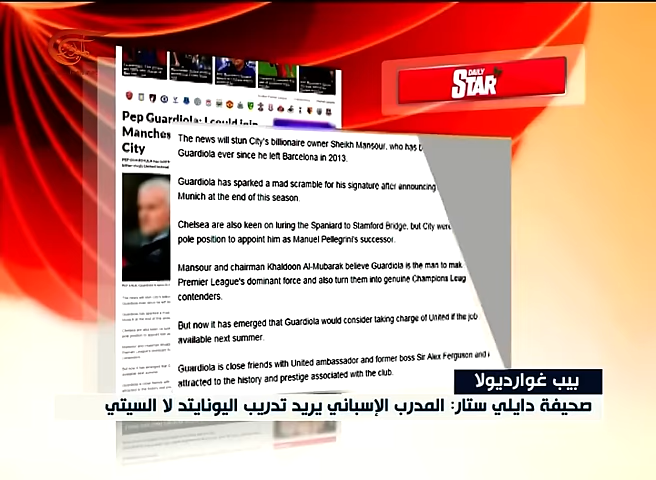 DAILY
STAR
Pep Guardiola: I could join
Manches
City
The news will stun City's billionaire owner Sheikh Mansour, who has
Guardiola ever since he left Barcelona in 2013.
Guardiola has sparked a mad scramble for his signature after announcing
Munich at the end of this season.
Chelsea are also keen on luring the Spaniard to Stamford Bridge, but City were
pole position to appoint him as Manuel Pellegrini's successor.
Mansour and chairman Khaldoon Al-Mubarak believe Guardiola is the man to mak
Premier League's dominant force and also turn them into genuine Champions Leag
contenders.
But now it has emerged that Guardiola would consider taking charge of United if the job
available next summer.
Guardiola is close friends with United ambassador and former boss Sir Alex Ferguson and
attracted to the history and prestige associated with the club.
بيب غوارديولا
صحيفة دايلي ستار: المدرب الإسباني يريد تدريب اليونايتد لا السيتي